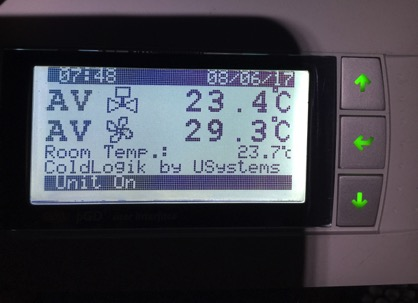 07:48 08/06/17
AV 23.4°C
AV 29.3°C
Room Temp.: 23.7°C
ColdLogik by USystems
Unit On